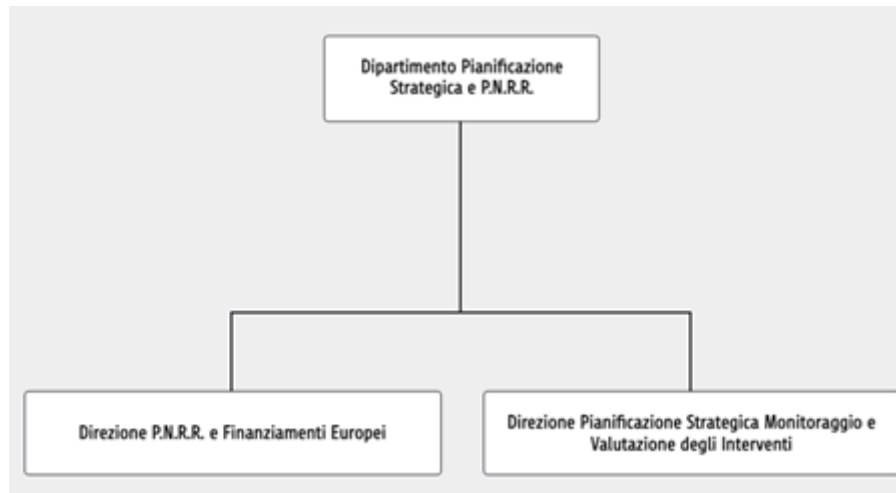 Dipartimento Pianificazione
Strategica e P.N.R.R.
Direzione P.N.R.R. e Finanziamenti Europei
Direzione Pianificazione Strategica Monitoraggio e
Valutazione degli Interventi